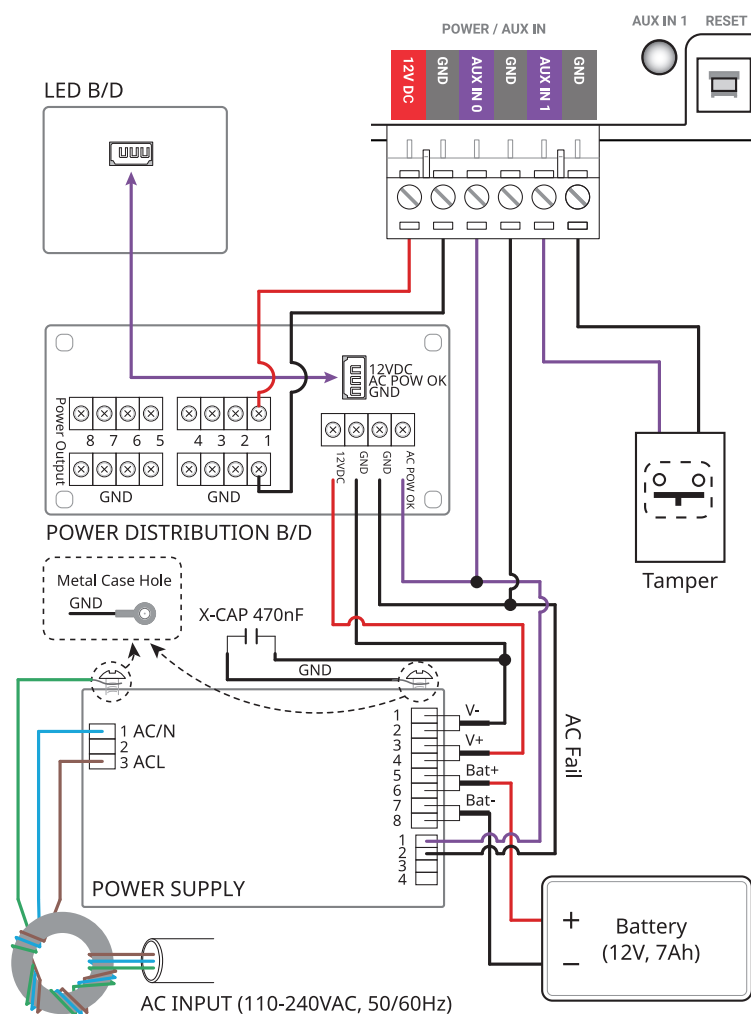 POWER / AUX IN
AUX IN 1
RESET
12V DC
GND
AUX IN 0
GND
AUX IN 1
GND
LED B/D
12VDC
AC POW OK
GND
Power Output
8 7 6 5
4 3 2 1
GND
GND
12VDC
GND
GND
AC POW OK
POWER DISTRIBUTION B/D
Tamper
Metal Case Hole
GND
X-CAP 470nF
GND
1 AC/N
2
3 ACL
1
2
3
4
5
6
7
8
V-
V+
Bat+
Bat-
AC Fail
1
2
3
4
POWER SUPPLY
+
−
Battery
(12V, 7Ah)
AC INPUT (110-240VAC, 50/60Hz)